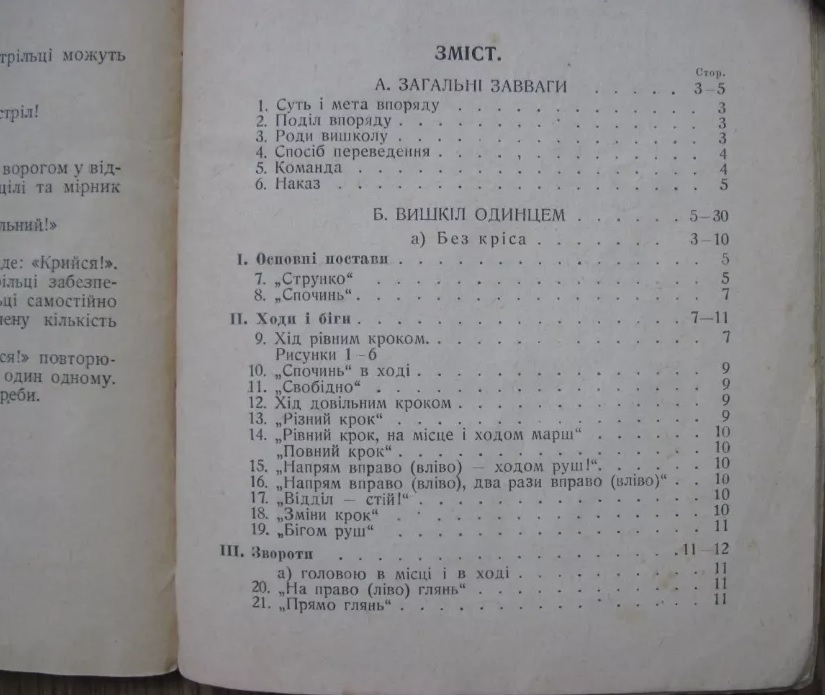 трільці можуть
стріл!
ворогом у від-
цілі та мірник
льний!»
де: «Крийся!».
ільці забезпе-
ьці самостійно
чену кількість
ся!» повторю-
один одному.
реби.
ЗМІСТ.
Стор.
А. ЗАГАЛЬНІ ЗАВВАГИ . . . . . 3–5
1. Суть і мета впоряду . . . . . . . . . . . . 3
2. Поділ впоряду . . . . . . . . . . . . . . 3
3. Роди вишколу . . . . . . . . . . . . . . 3
4. Спосіб переведення . . . . . . . . . . . . 4
5. Команда . . . . . . . . . . . . . . . . 4
6. Наказ . . . . . . . . . . . . . . . . . 5
Б. ВИШКІЛ ОДИНЦЕМ . . . . . . 5–30
а) Без кріса . . . . . . . 3–10
I. Основні постави . . . . . . . . . . . . . . 5
7. „Струнко“ . . . . . . . . . . . . . . . 5
8. „Спочинь“ . . . . . . . . . . . . . . . . 7
II. Ходи і біги . . . . . . . . . . . . . . . . 7–11
9. Хід рівним кроком. . . . . . . . . . . . . 7
Рисунки 1–6
10. „Спочинь“ в ході . . . . . . . . . . . . . 9
11. „Свобідно“ . . . . . . . . . . . . . . . 9
12. Хід довільним кроком . . . . . . . . . . . 9
13. „Різний крок“ . . . . . . . . . . . . . . 9
14. „Рівний крок, на місце і ходом марш“ . . . . . . 10
„Повний крок“ . . . . . . . . . . . . . . 10
15. „Напрям вправо (вліво) — ходом руш!“. . . . . . 10
16. „Напрям вправо (вліво), два рази вправо (вліво)“ . . 10
17. „Відділ — стій!“ . . . . . . . . . . . . . 10
18. „Зміни крок“ . . . . . . . . . . . . . . 10
19. „Бігом руш“ . . . . . . . . . . . . . . 11
III. Звороти . . . . . . . . . . . . . . . . .11–12
а) головою в місці і в ході . . . . . . . . . 11
20. „На право (ліво) глянь“ . . . . . . . . . . 11
21. „Прямо глянь“ . . . . . . . . . . . . . . 11